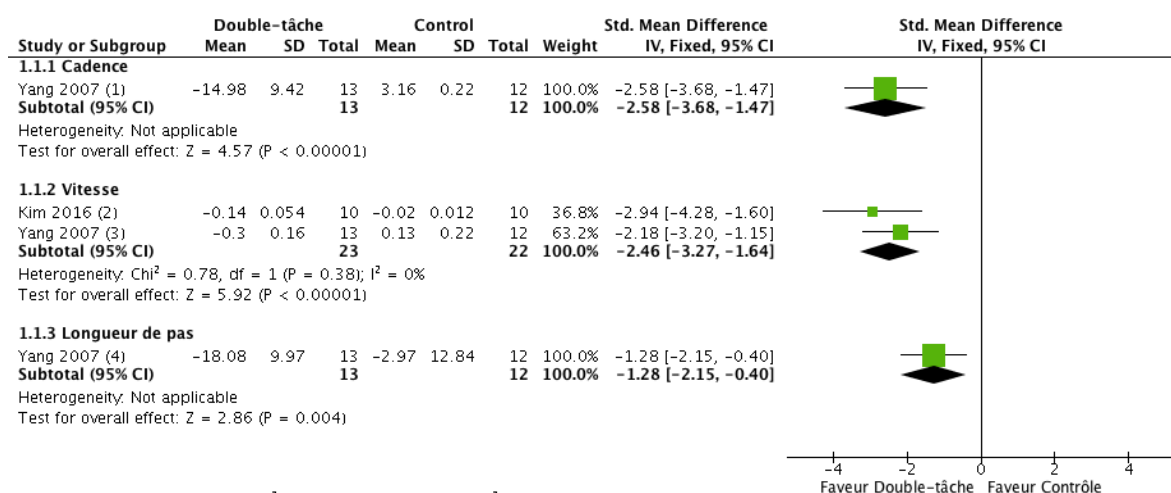 Double-tâche Control Std. Mean Difference Std. Mean Difference
Study or Subgroup Mean SD Total Mean SD Total Weight IV, Fixed, 95% CI IV, Fixed, 95% CI
1.1.1 Cadence
Yang 2007 (1) -14.98 9.42 13 3.16 0.22 12 100.0% -2.58 [-3.68, -1.47]
Subtotal (95% CI) 13 12 100.0% -2.58 [-3.68, -1.47]
Heterogeneity: Not applicable
Test for overall effect: Z = 4.57 (P < 0.00001)
1.1.2 Vitesse
Kim 2016 (2) -0.14 0.054 10 -0.02 0.012 10 36.8% -2.94 [-4.28, -1.60]
Yang 2007 (3) -0.3 0.16 13 0.13 0.22 12 63.2% -2.18 [-3.20, -1.15]
Subtotal (95% CI) 23 22 100.0% -2.46 [-3.27, -1.64]
Heterogeneity: Chi² = 0.78, df = 1 (P = 0.38); I² = 0%
Test for overall effect: Z = 5.92 (P < 0.00001)
1.1.3 Longueur de pas
Yang 2007 (4) -18.08 9.97 13 -2.97 12.84 12 100.0% -1.28 [-2.15, -0.40]
Subtotal (95% CI) 13 12 100.0% -1.28 [-2.15, -0.40]
Heterogeneity: Not applicable
Test for overall effect: Z = 2.86 (P = 0.004)
-4 -2 0 2 4
Faveur Double-tâche Faveur Contrôle